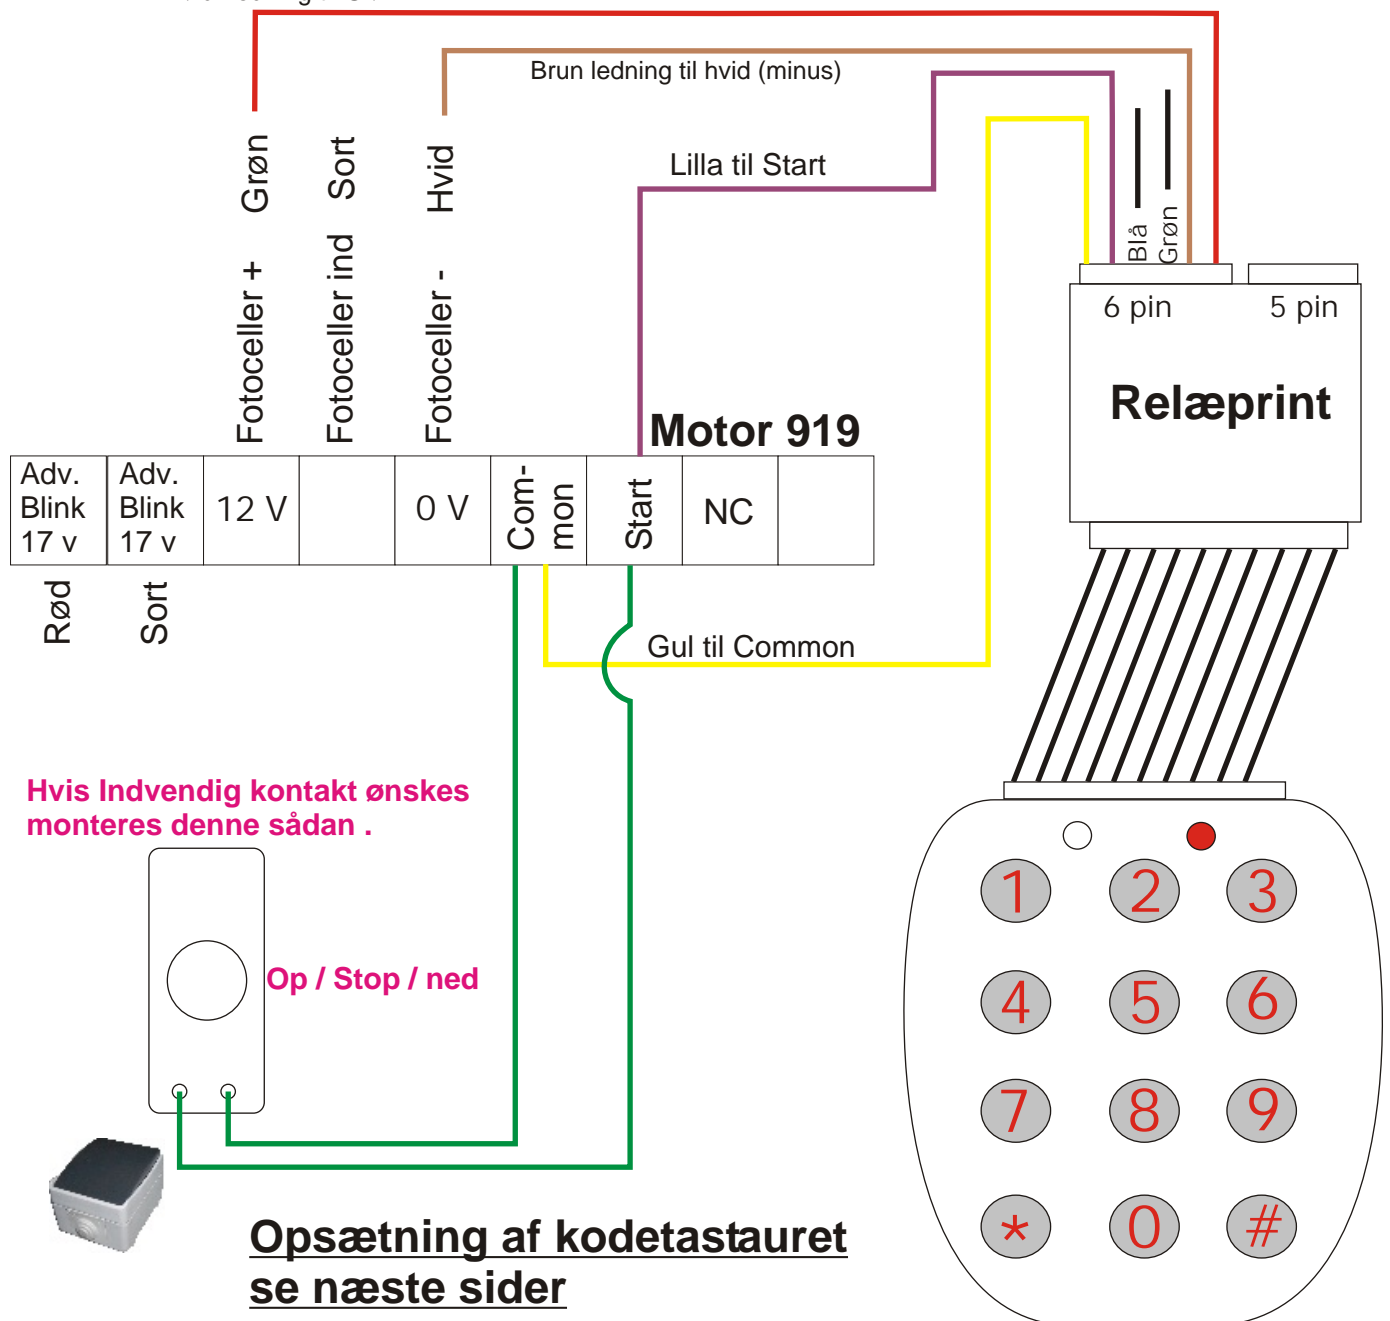 Brun ledning til hvid (minus)
Lilla til Start
Grøn
Sort
Hvid
Fotoceller +
Fotoceller ind
Fotoceller -
Blå
Grøn
6 pin
5 pin
Relæprint
Motor 919
Adv.
Blink
17 v
Adv.
Blink
17 v
12 V
0 V
Com-
mon
Start
NC
Rød
Sort
Gul til Common
Hvis Indvendig kontakt ønskes
monteres denne sådan .
Op / Stop / ned
1 2 3
4 5 6
7 8 9
* 0 #
Opsætning af kodetastauret
se næste sider